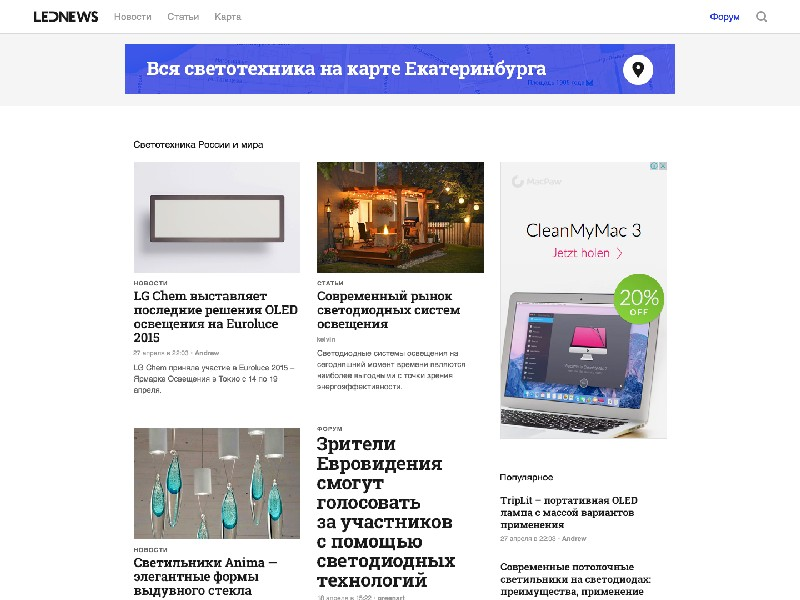 LEDNEWS Новости Статьи Карта Форум
Вся светотехника на карте Екатеринбурга
Светотехника России и мира
НОВОСТИ
LG Chem выставляет
последние решения OLED
освещения на Euroluce
2015
27 апреля в 22:33 · Andrew
LG Chem приняла участие в Euroluce 2015 –
Ярмарке Освещения в Токио с 14 по 19
апреля.
СТАТЬИ
Современный рынок
светодиодных систем
освещения
kelvin
Светодиодные системы освещения на
сегодняшний момент времени являются
наиболее выгодными с точки зрения
энергоэффективности.
MacPaw
CleanMyMac 3
Jetzt holen
20%
OFF
НОВОСТИ
Светильники Anima —
элегантные формы
выдувного стекла
ФОРУМ
Зрители
Евровидения
смогут
голосовать
за участников
с помощью
светодиодных
технологий
18 апреля в 15:22 ·
Популярное
TripLit — портативная OLED
лампа с массой вариантов
применения
27 апреля в 22:33 · Andrew
Современные потолочные
светильники на светодиодах:
преимущества, применение